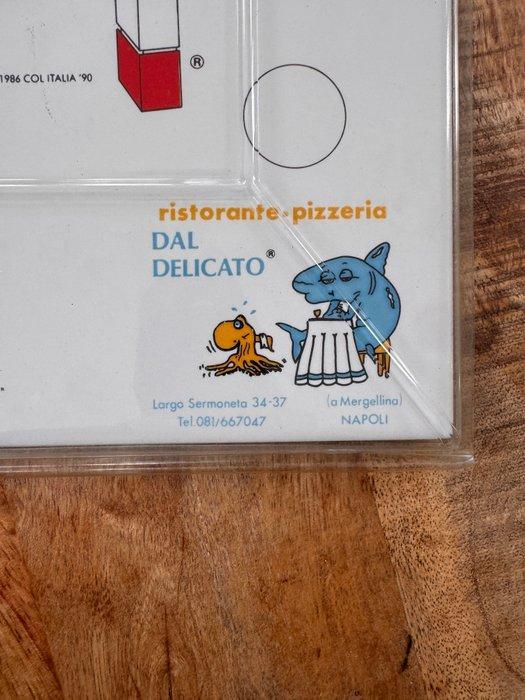 ®
1986 COL ITALIA '90
ristorante-pizzeria
DAL
DELICATO®
Largo Sermoneta 34-37 (a Mergellina)
Tel.081/667047 NAPOLI